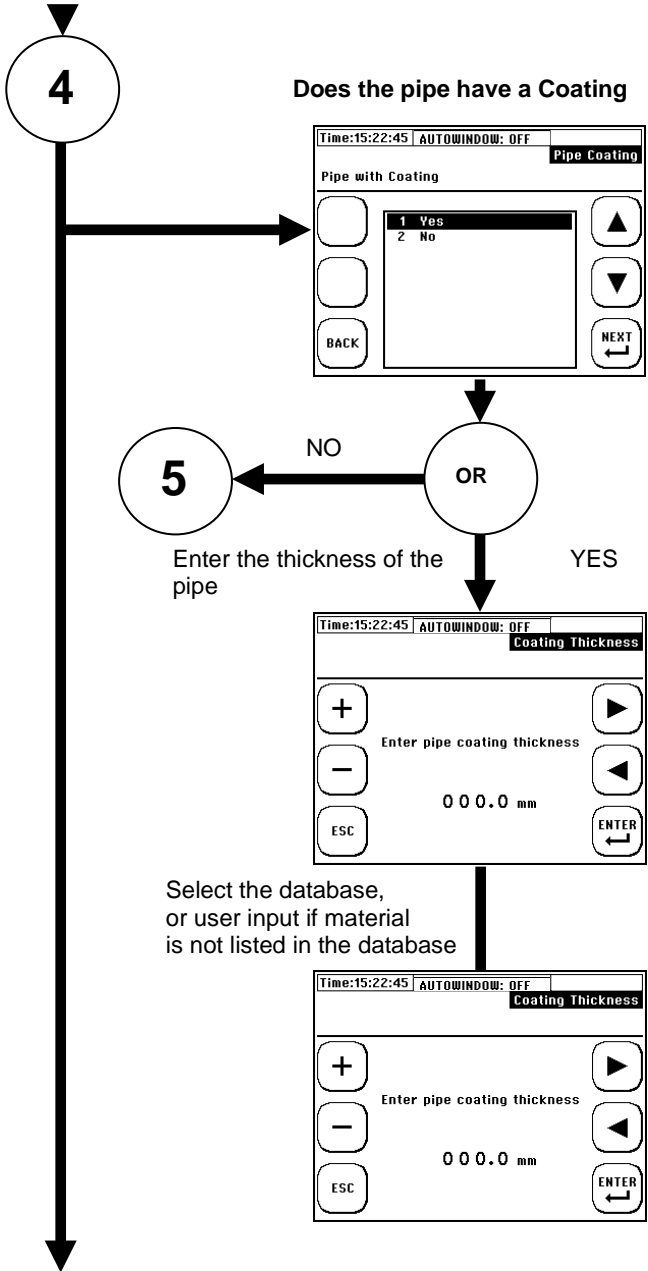 4
Does the pipe have a Coating
Time:15:22:45 AUTOWINDOW: OFF
Pipe Coating
Pipe with Coating
1 Yes
2 No
BACK
NEXT
NO
5
OR
Enter the thickness of the
pipe
YES
Time:15:22:45 AUTOWINDOW: OFF
Coating Thickness
+
Enter pipe coating thickness
−
000.0 mm
ESC
ENTER
Select the database,
or user input if material
is not listed in the database
Time:15:22:45 AUTOWINDOW: OFF
Coating Thickness
+
Enter pipe coating thickness
−
000.0 mm
ESC
ENTER